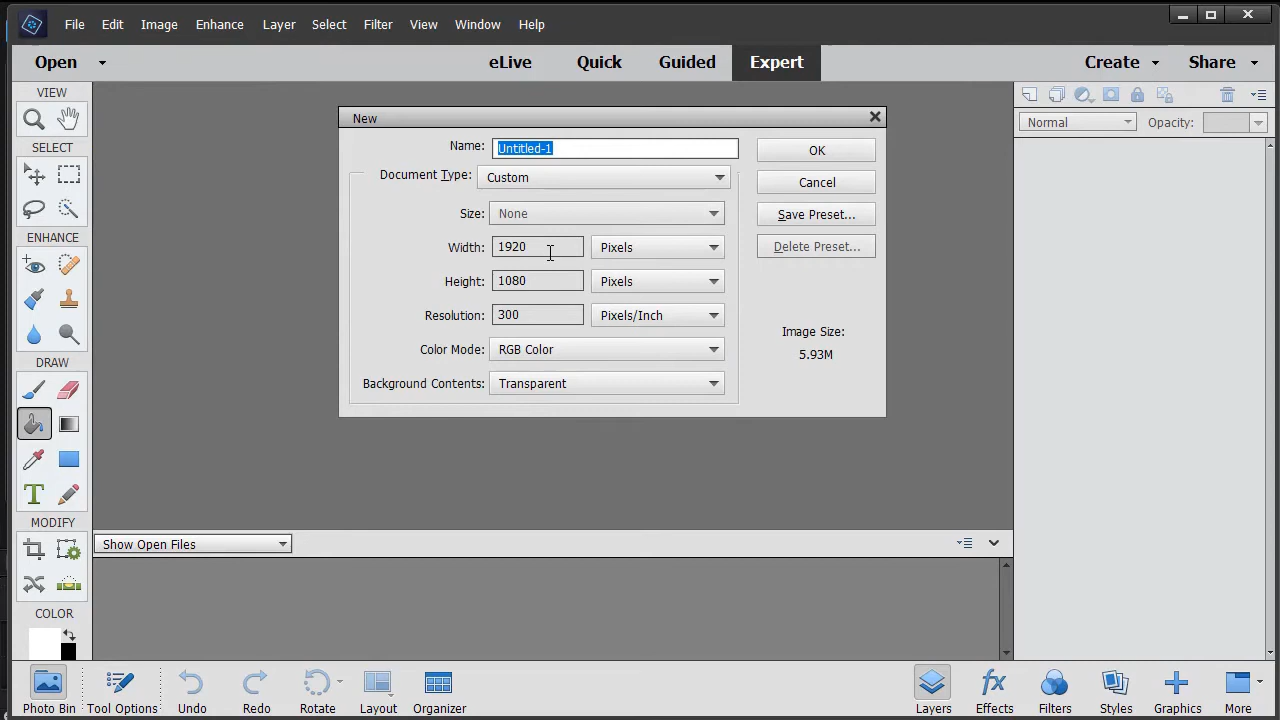 File Edit Image Enhance Layer Select Filter View Window Help
Open eLive Quick Guided Expert Create Share
VIEW
SELECT
ENHANCE
DRAW
MODIFY
COLOR
New
Name: Untitled-1 OK
Document Type: Custom Cancel
Size: None Save Preset...
Width: 1920 Pixels Delete Preset...
Height: 1080 Pixels
Resolution: 300 Pixels/Inch
Color Mode: RGB Color
Background Contents: Transparent
Image Size:
5.93M
Normal Opacity:
Show Open Files
Photo Bin Tool Options Undo Redo Rotate Layout Organizer Layers Effects Filters Styles Graphics More